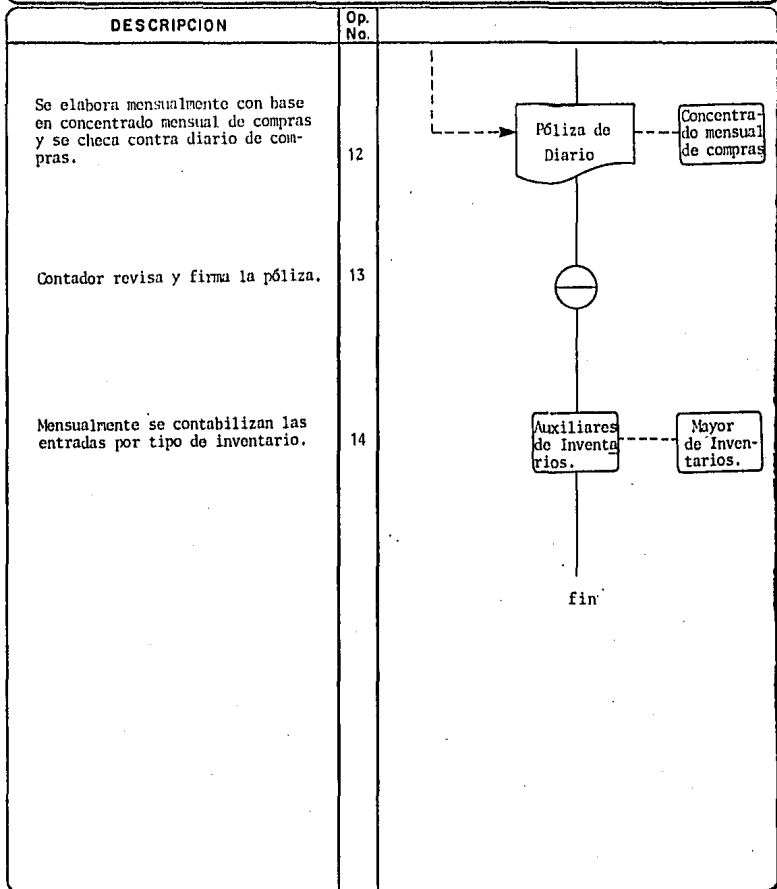 DESCRIPCION
Op.
No.
Se elabora mensualmente con base
en concentrado mensual de compras
y se checa contra diario de com-
pras.
12
Póliza de
Diario
Concentra-
do mensual
de compras
Contador revisa y firma la póliza.
13
Mensualmente se contabilizan las
entradas por tipo de inventario.
14
Auxiliares
de Inventa
rios.
Mayor
de Inven-
tarios.
fin